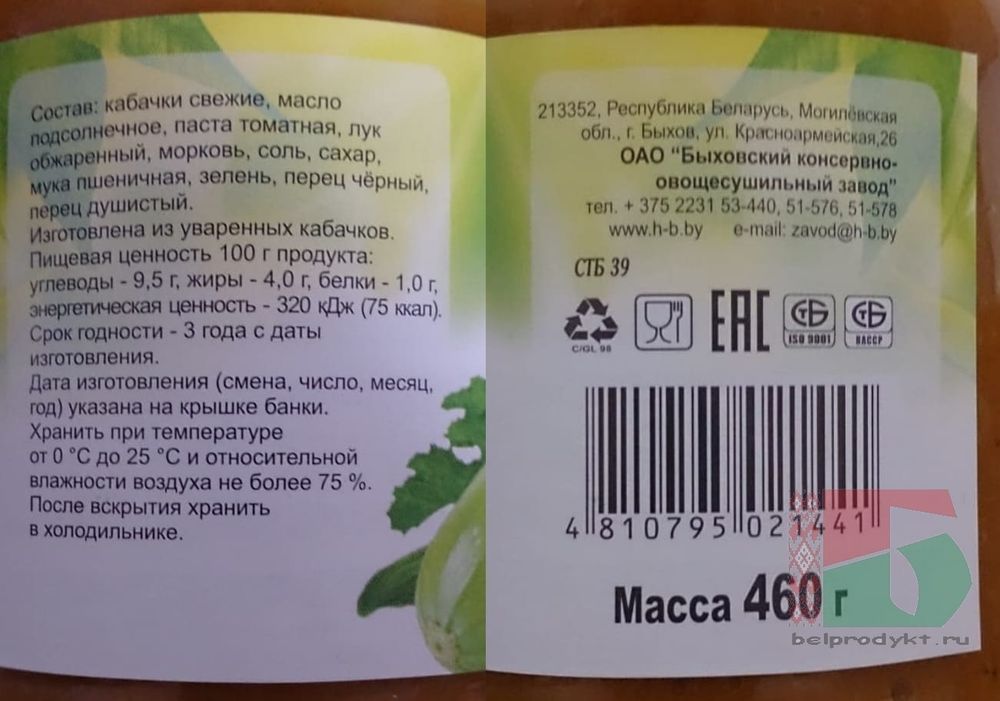 Состав: кабачки свежие, масло
подсолнечное, паста томатная, лук
обжаренный, морковь, соль, сахар,
мука пшеничная, зелень, перец чёрный,
перец душистый.
Изготовлена из уваренных кабачков.
Пищевая ценность 100 г продукта:
углеводы - 9,5 г, жиры - 4,0 г, белки - 1,0 г,
энергетическая ценность - 320 кДж (75 ккал).
Срок годности - 3 года с даты
изготовления.
Дата изготовления (смена, число, месяц,
год) указана на крышке банки.
Хранить при температуре
от 0 °С до 25 °С и относительной
влажности воздуха не более 75 %.
После вскрытия хранить
в холодильнике.
213352, Республика Беларусь, Могилёвская
обл., г. Быхов, ул. Красноармейская,26
ОАО "Быховский консервно-
овощесушильный завод"
тел. + 375 2231 53-440, 51-576, 51-578
www.h-b.by e-mail: zavod@h-b.by
СТБ 39
C/GL 98
ЕАС
СТБ ISO 9001
СТБ НАССР
4 810795 021441
Масса 460 г
belprodykt.ru